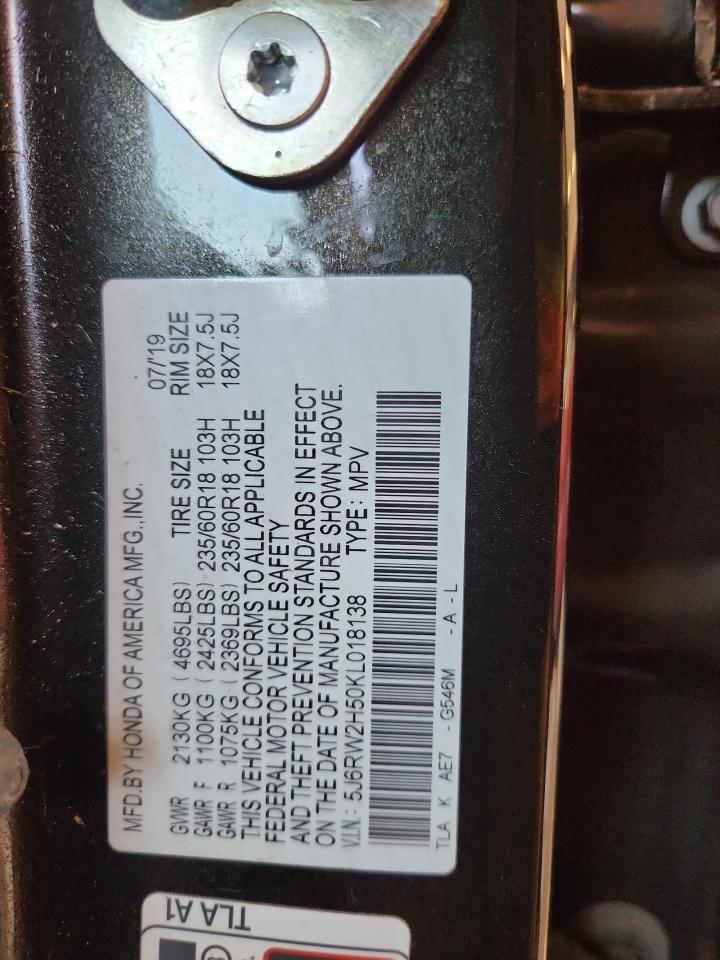 MFD.BY HONDA OF AMERICA MFG.,INC. 07/'19
GVWR 2130KG ( 4695LBS) TIRE SIZE RIM SIZE
GAWR F 1100KG ( 2425LBS) 235/60R18 103H 18X7.5J
GAWR R 1075KG ( 2369LBS) 235/60R18 103H 18X7.5J
THIS VEHICLE CONFORMS TO ALL APPLICABLE
FEDERAL MOTOR VEHICLE SAFETY
AND THEFT PREVENTION STANDARDS IN EFFECT
ON THE DATE OF MANUFACTURE SHOWN ABOVE.
V.I.N.: 5J6RW2H50KL018138 TYPE: MPV
TLA K AE7 - G546M - A - L
TLA A1